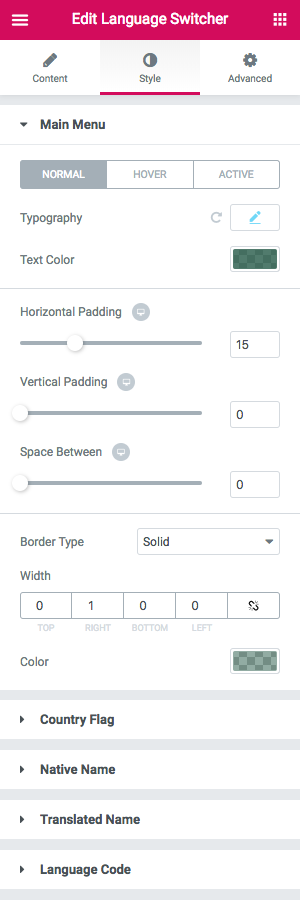 Edit Language Switcher
Content Style Advanced
Main Menu
NORMAL HOVER ACTIVE
Typography
Text Color
Horizontal Padding
15
Vertical Padding
0
Space Between
0
Border Type Solid
Width
0 1 0 0
TOP RIGHT BOTTOM LEFT
Color
Country Flag
Native Name
Translated Name
Language Code